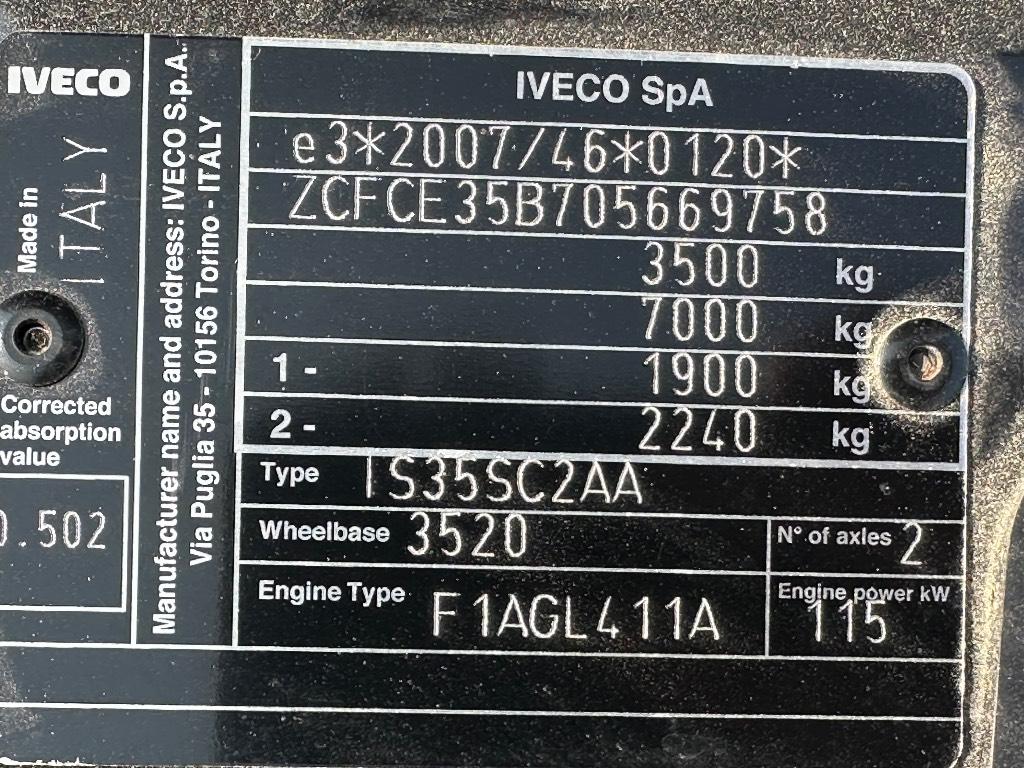 IVECO
Made in
ITALY
Corrected
absorption
value
0.502
Manufacturer name and address: IVECO S.p.A.
Via Puglia 35 - 10156 Torino - ITALY
IVECO SpA
e3*2007/46*0120*
ZCFCE35B705669758
3500 kg
7000 kg
1 - 1900 kg
2 - 2240 kg
Type IS35SC2AA
Wheelbase 3520
N° of axles 2
Engine Type F1AGL411A
Engine power kW
115